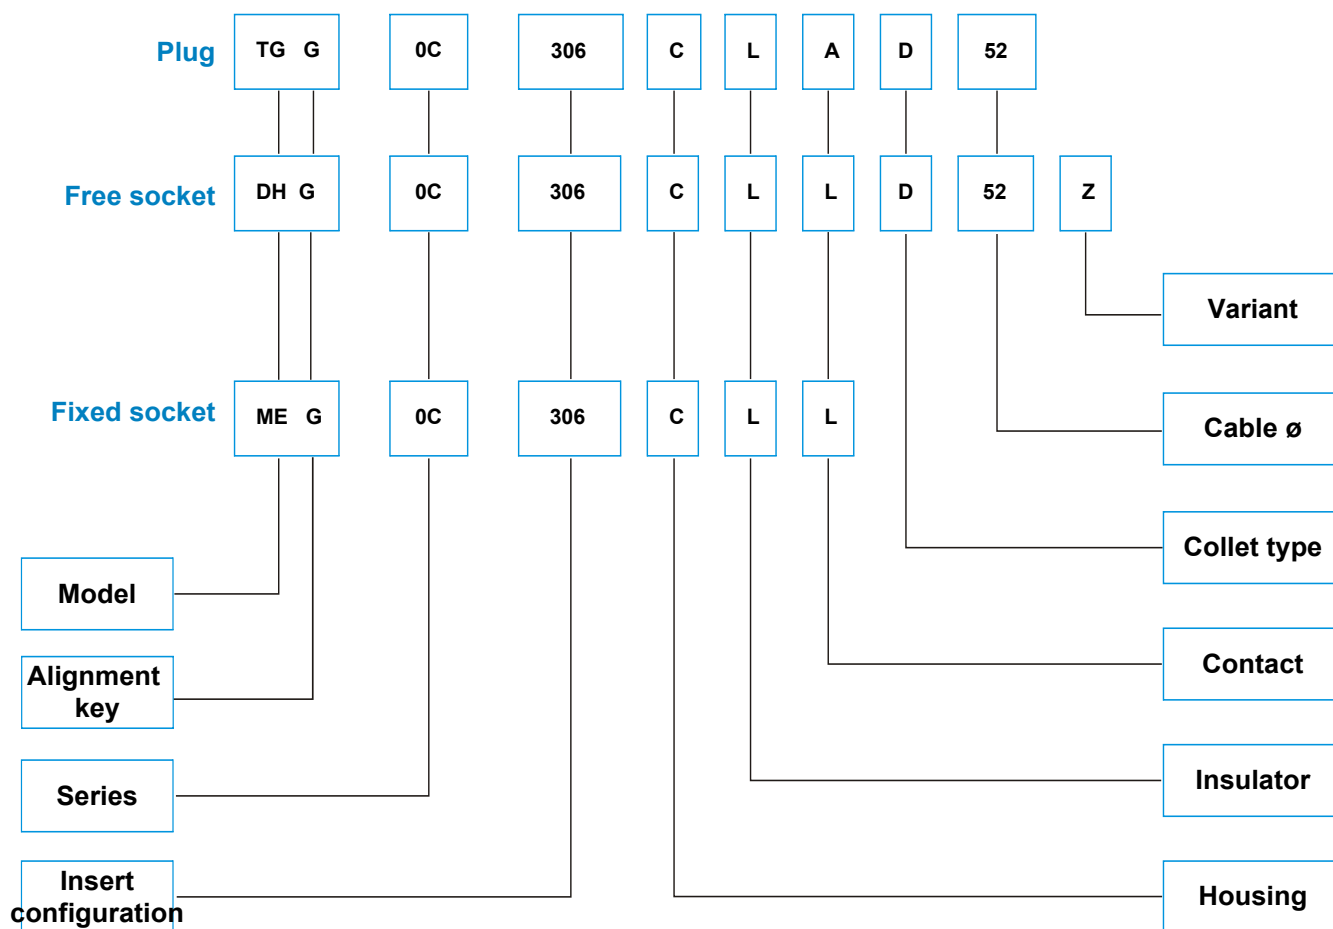 Plug TG G 0C 306 C L A D 52
Free socket DH G 0C 306 C L L D 52 Z
Variant
Fixed socket ME G 0C 306 C L L
Cable ø
Collet type
Model
Contact
Alignment
key
Insulator
Series
Insert
configuration
Housing